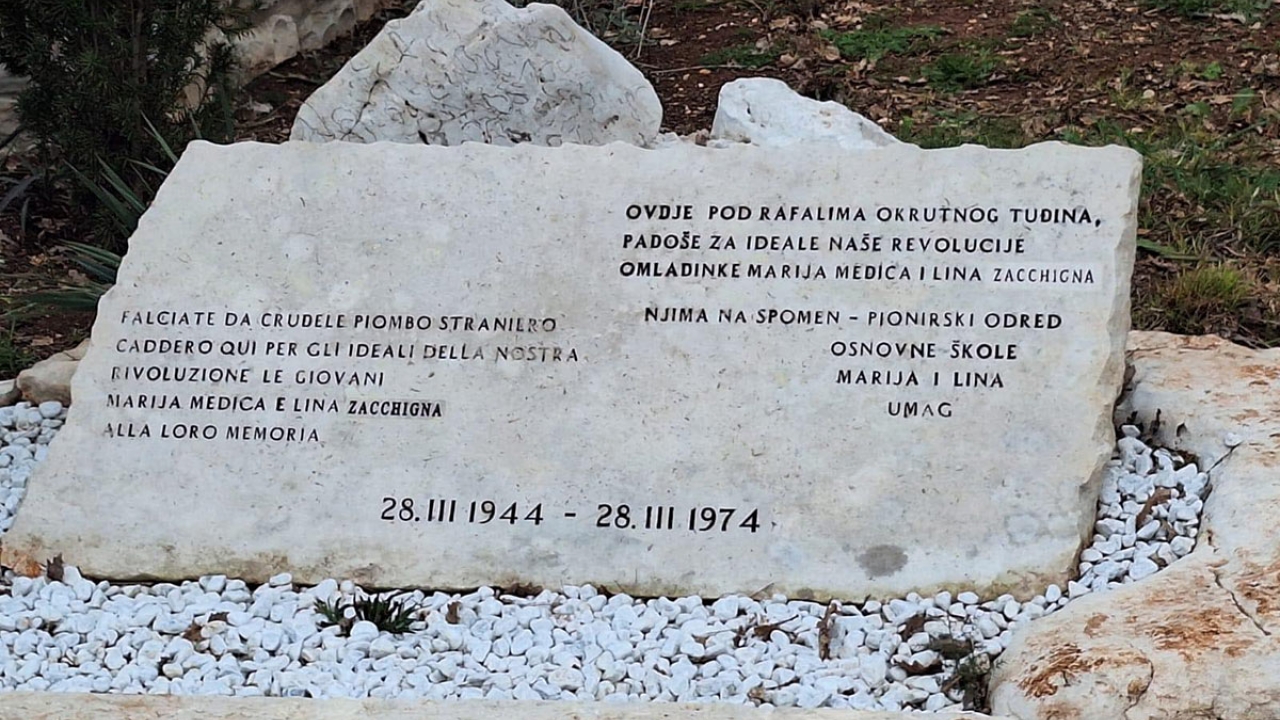 OVDJE POD RAFALIMA OKRUTNOG TUĐINA,
PADOŠE ZA IDEALE NAŠE REVOLUCIJE
OMLADINKE MARIJA MEDICA I LINA ZACCHIGNA
NJIMA NA SPOMEN – PIONIRSKI ODRED
OSNOVNE ŠKOLE
MARIJA I LINA
UMAG
FALCIATE DA CRUDELE PIOMBO STRANIERO
CADDERO QUI PER GLI IDEALI DELLA NOSTRA
RIVOLUZIONE LE GIOVANI
MARIJA MEDICA E LINA ZACCHIGNA
ALLA LORO MEMORIA
28.III 1944 – 28.III 1974